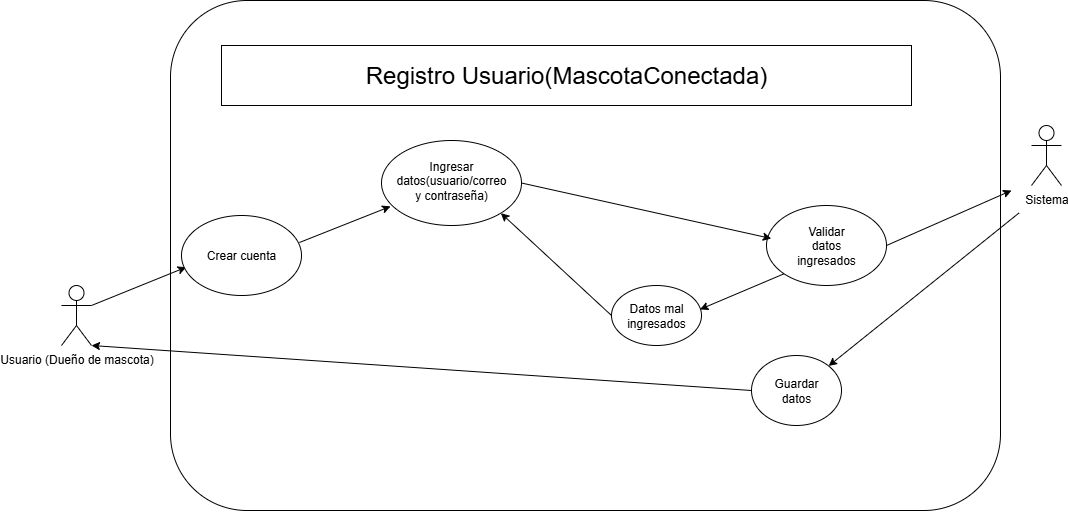 Registro Usuario(MascotaConectada)
Ingresar
datos(usuario/correo
y contraseña)
Sistema
Crear cuenta
Validar
datos
ingresados
Datos mal
ingresados
Usuario (Dueño de mascota)
Guardar
datos